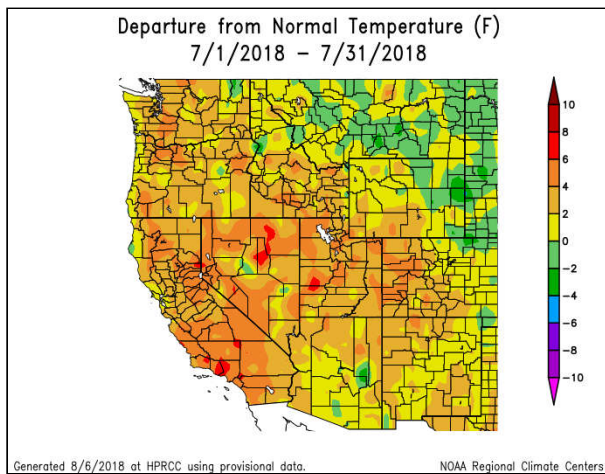 Departure from Normal Temperature (F)
7/1/2018 – 7/31/2018
10
8
6
4
2
0
-2
-4
-6
-8
-10
Generated 8/6/2018 at HPRCC using provisional data.
NOAA Regional Climate Centers